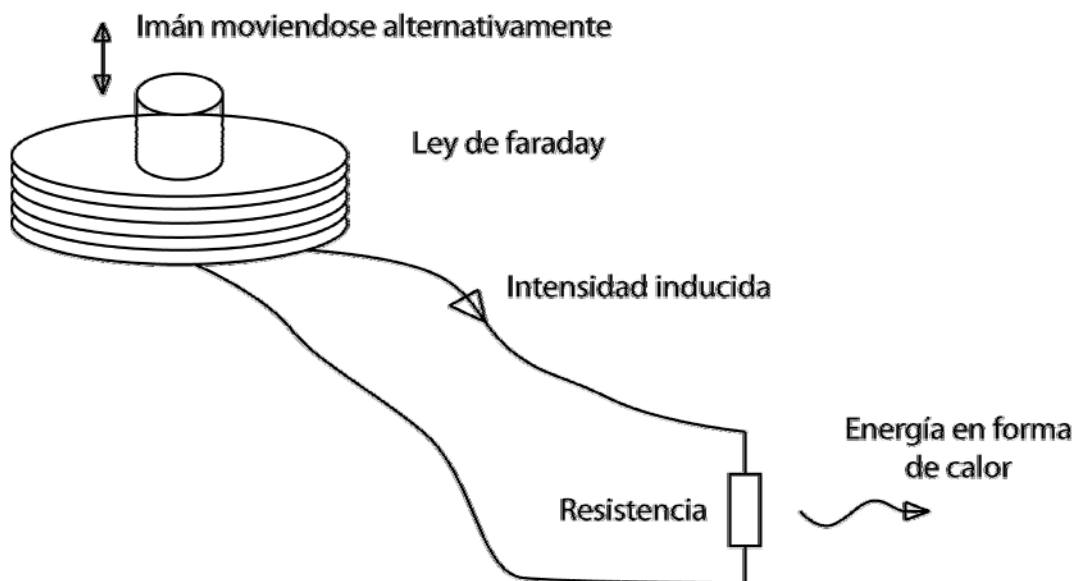 Imán moviendose alternativamente
Ley de faraday
Intensidad inducida
Energía en forma
de calor
Resistencia